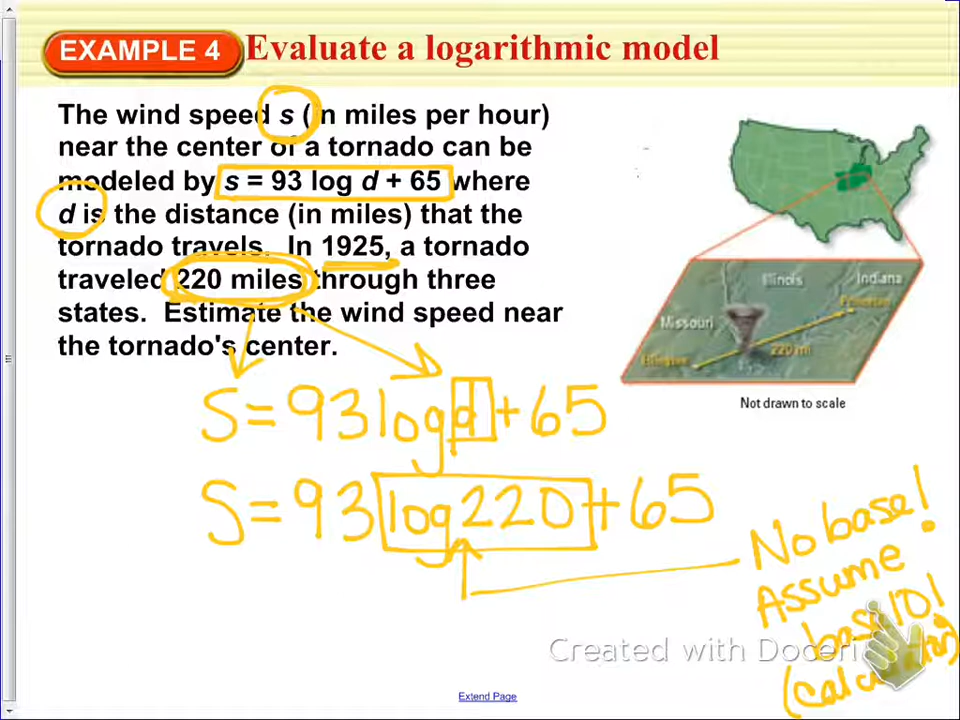 EXAMPLE 4 Evaluate a logarithmic model
The wind speed s (in miles per hour)
near the center of a tornado can be
modeled by s = 93 log d + 65 where
d is the distance (in miles) that the
tornado travels. In 1925, a tornado
traveled 220 miles through three
states. Estimate the wind speed near
the tornado's center.
Illinois
Indiana
Princeton
Missouri
Ellington
220 mi
Not drawn to scale
S = 93 log d + 65
S = 93 log 220 + 65
No base!
Assume
base 10!
(calculator)
Created with Doceri
Extend Page